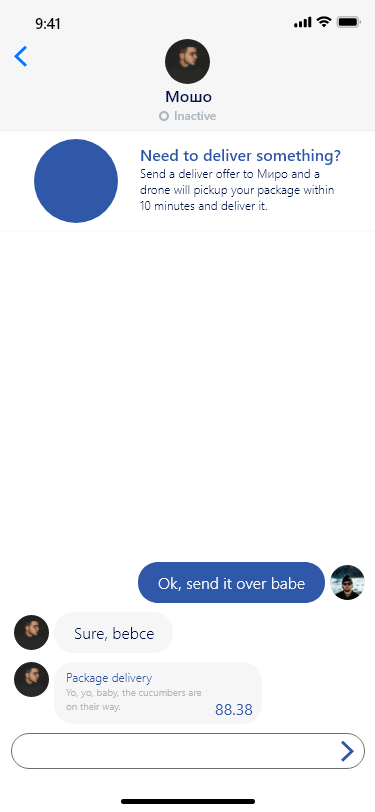 9:41
Мошо
Inactive
Need to deliver something?
Send a deliver offer to Миро and a
drone will pickup your package within
10 minutes and deliver it.
Ok, send it over babe
Sure, bebce
Package delivery
Yo, yo, baby, the cucumbers are
on their way.
88.38